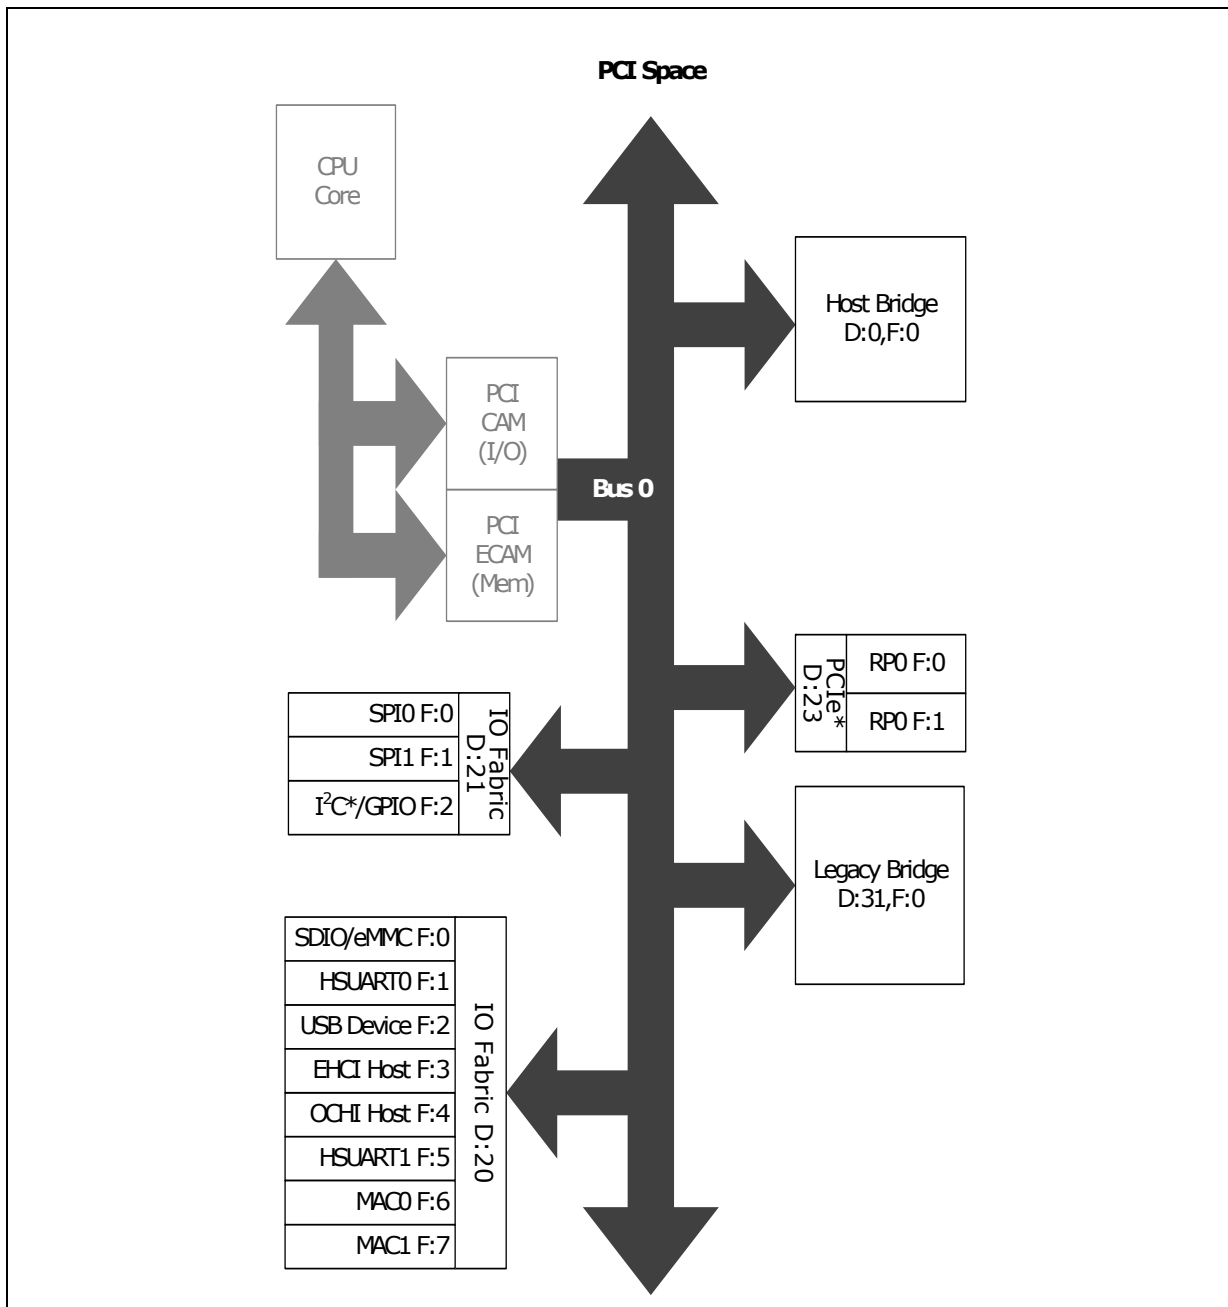 PCI Space
CPU
Core
Host Bridge
D:0,F:0
PCI
CAM
(I/O)
Bus 0
PCI
ECAM
(Mem)
PCIe*
D:23
RP0 F:0
RP0 F:1
SPI0 F:0
SPI1 F:1
I²C*/GPIO F:2
IO Fabric
D:21
Legacy Bridge
D:31,F:0
SDIO/eMMC F:0
HSUART0 F:1
USB Device F:2
EHCI Host F:3
OCHI Host F:4
HSUART1 F:5
MAC0 F:6
MAC1 F:7
IO Fabric D:20